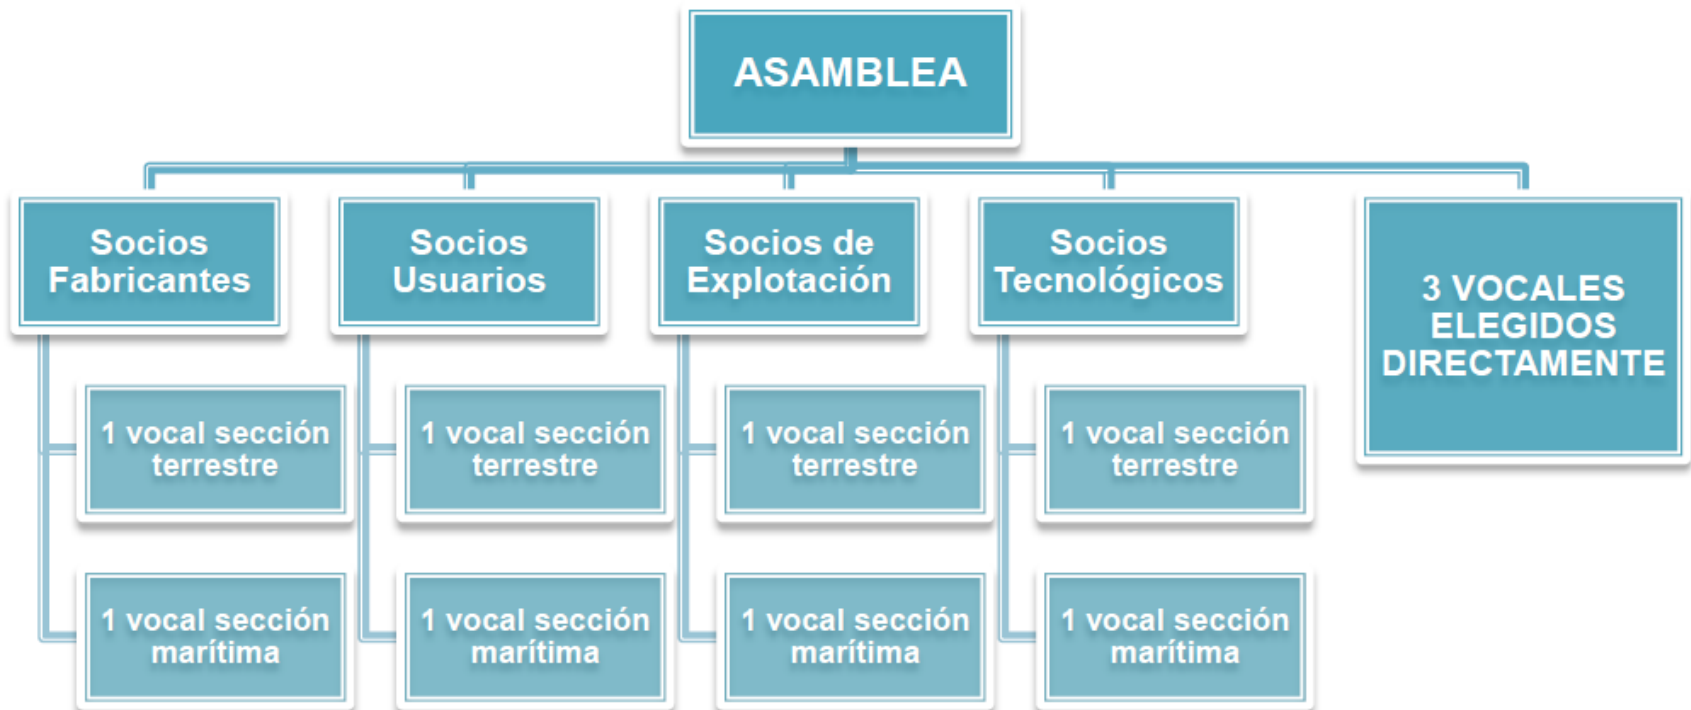 ASAMBLEA
Socios
Fabricantes
Socios
Usuarios
Socios de
Explotación
Socios
Tecnológicos
3 VOCALES
ELEGIDOS
DIRECTAMENTE
1 vocal sección
terrestre
1 vocal sección
terrestre
1 vocal sección
terrestre
1 vocal sección
terrestre
1 vocal sección
marítima
1 vocal sección
marítima
1 vocal sección
marítima
1 vocal sección
marítima